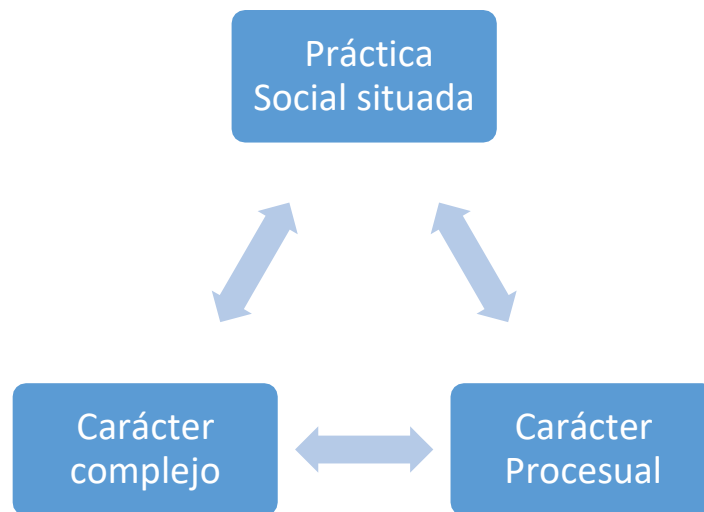 Práctica
Social situada
Carácter
complejo
Carácter
Procesual